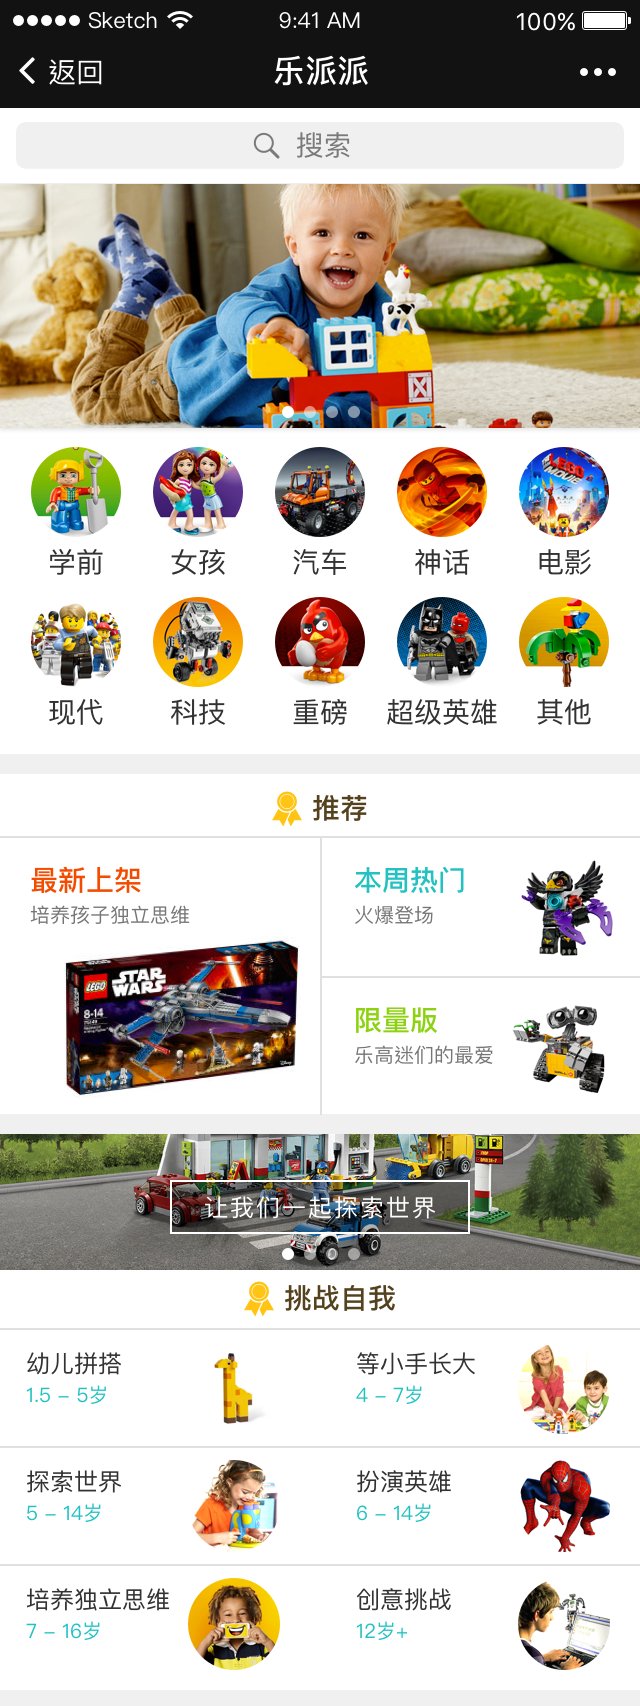 Sketch 9:41 AM 100%
返回 乐派派
搜索
学前 女孩 汽车 神话 电影
THE LEGO MOVIE
现代 科技 重磅 超级英雄 其他
推荐
最新上架
培养孩子独立思维
LEGO STAR WARS
8-14
75149
Disney
本周热门
火爆登场
限量版
乐高迷们的最爱
让我们一起探索世界
挑战自我
幼儿拼搭
1.5 – 5岁
等小手长大
4 – 7岁
探索世界
5 – 14岁
扮演英雄
6 – 14岁
培养独立思维
7 – 16岁
创意挑战
12岁+